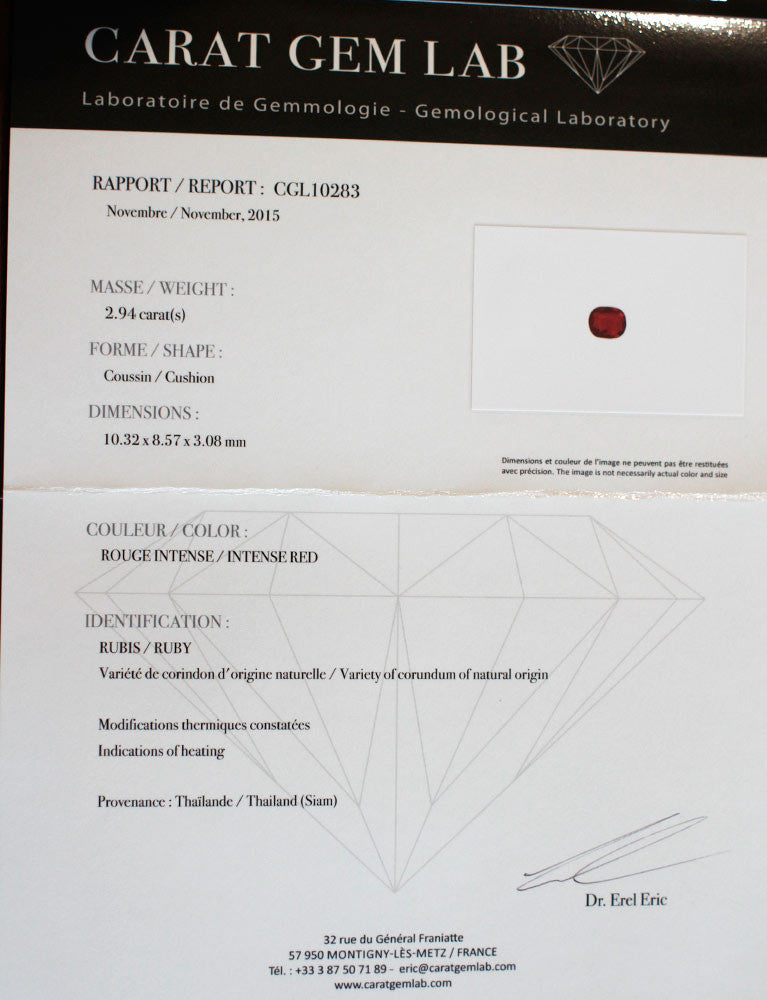 CARAT GEM LAB
Laboratoire de Gemmologie - Gemological Laboratory
RAPPORT / REPORT : CGL10283
Novembre / November, 2015
MASSE / WEIGHT :
2.94 carat(s)
FORME / SHAPE :
Coussin / Cushion
DIMENSIONS :
10.32 x 8.57 x 3.08 mm
Dimensions et couleur de l'image ne peuvent pas être restituées
avec précision. The image is not necessarily actual color and size
COULEUR / COLOR :
ROUGE INTENSE / INTENSE RED
IDENTIFICATION :
RUBIS / RUBY
Variété de corindon d'origine naturelle / Variety of corundum of natural origin
Modifications thermiques constatées
Indications of heating
Provenance : Thaïlande / Thailand (Siam)
Dr. Erel Eric
32 rue du Général Franiatte
57 950 MONTIGNY-LÈS-METZ / FRANCE
Tél. : +33 3 87 50 71 89 - eric@caratgemlab.com
www.caratgemlab.com